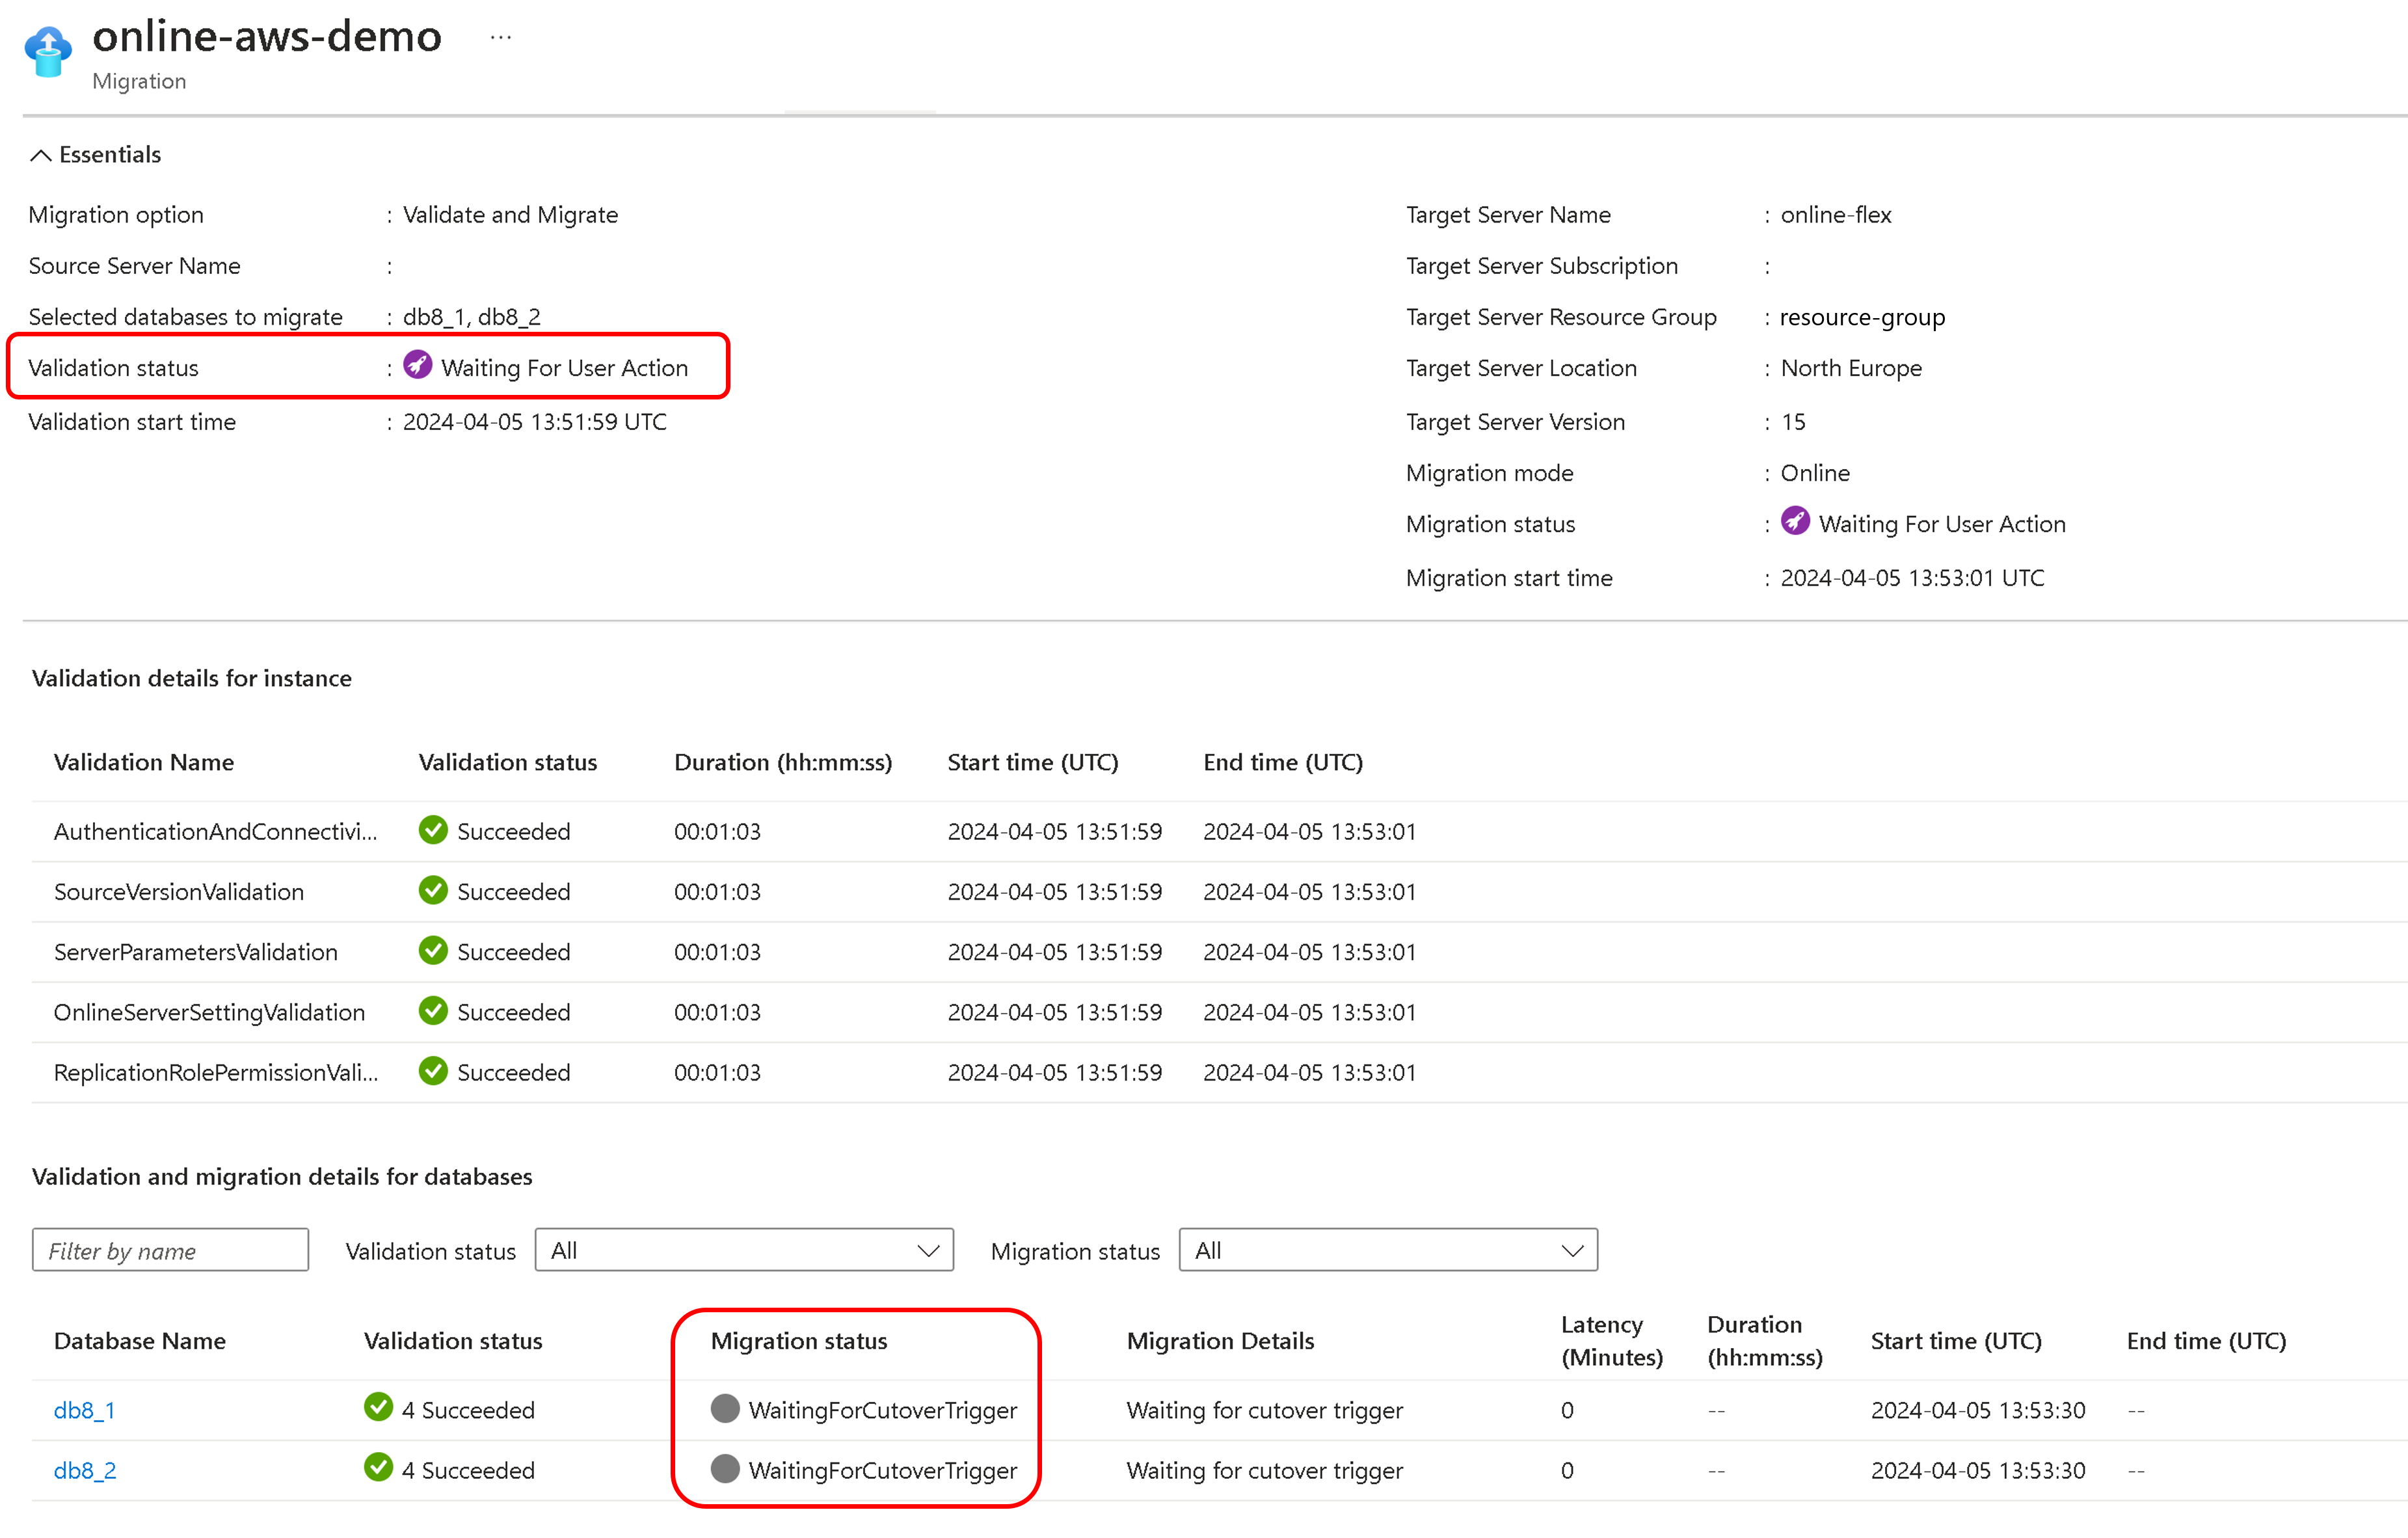 online-aws-demo ...
Migration
Essentials
Migration option : Validate and Migrate
Source Server Name :
Selected databases to migrate : db8_1, db8_2
Validation status : Waiting For User Action
Validation start time : 2024-04-05 13:51:59 UTC
Target Server Name : online-flex
Target Server Subscription :
Target Server Resource Group : resource-group
Target Server Location : North Europe
Target Server Version : 15
Migration mode : Online
Migration status : Waiting For User Action
Migration start time : 2024-04-05 13:53:01 UTC
Validation details for instance
Validation Name Validation status Duration (hh:mm:ss) Start time (UTC) End time (UTC)
AuthenticationAndConnectivi... Succeeded 00:01:03 2024-04-05 13:51:59 2024-04-05 13:53:01
SourceVersionValidation Succeeded 00:01:03 2024-04-05 13:51:59 2024-04-05 13:53:01
ServerParametersValidation Succeeded 00:01:03 2024-04-05 13:51:59 2024-04-05 13:53:01
OnlineServerSettingValidation Succeeded 00:01:03 2024-04-05 13:51:59 2024-04-05 13:53:01
ReplicationRolePermissionVali... Succeeded 00:01:03 2024-04-05 13:51:59 2024-04-05 13:53:01
Validation and migration details for databases
Filter by name Validation status All Migration status All
Database Name Validation status Migration status Migration Details Latency (Minutes) Duration (hh:mm:ss) Start time (UTC) End time (UTC)
db8_1 4 Succeeded WaitingForCutoverTrigger Waiting for cutover trigger 0 -- 2024-04-05 13:53:30 --
db8_2 4 Succeeded WaitingForCutoverTrigger Waiting for cutover trigger 0 -- 2024-04-05 13:53:30 --